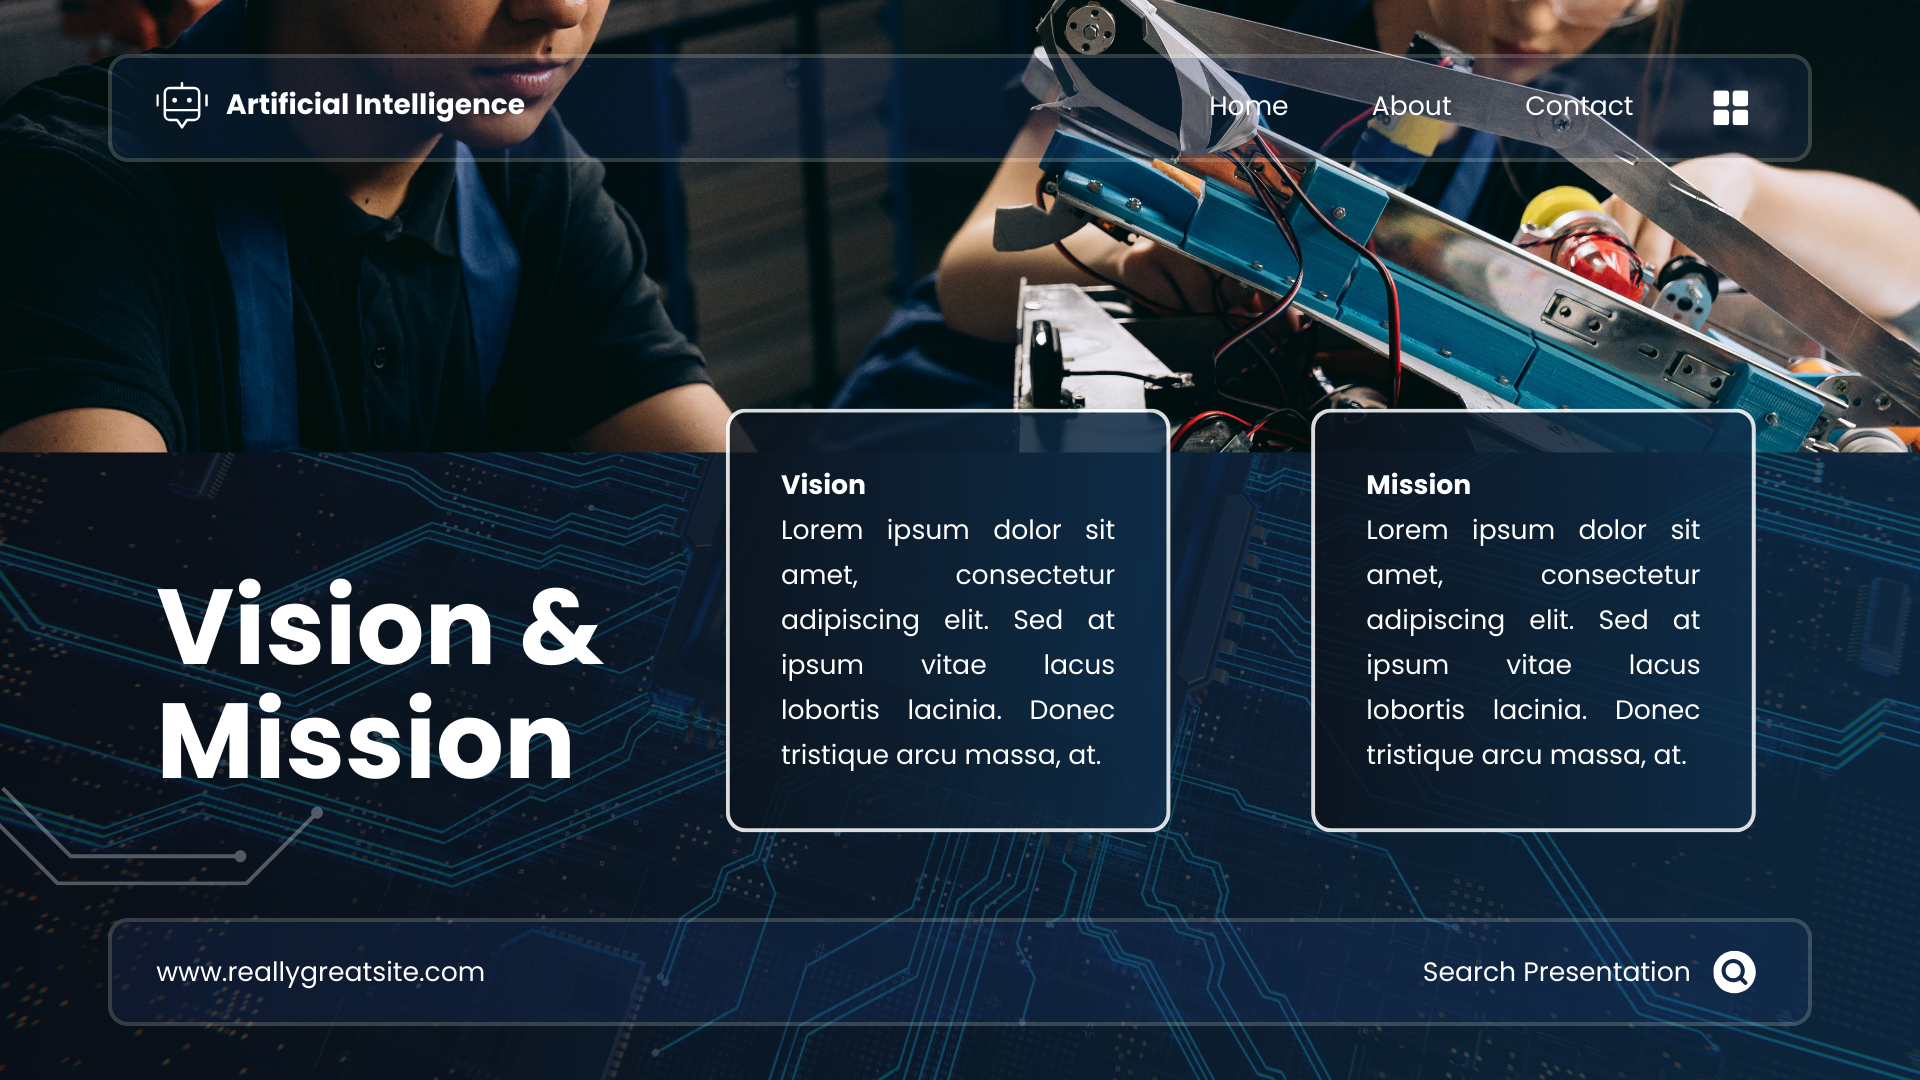 Artificial Intelligence
Home About Contact
Vision &
Mission
Vision
Lorem ipsum dolor sit
amet, consectetur
adipiscing elit. Sed at
ipsum vitae lacus
lobortis lacinia. Donec
tristique arcu massa, at.
Mission
Lorem ipsum dolor sit
amet, consectetur
adipiscing elit. Sed at
ipsum vitae lacus
lobortis lacinia. Donec
tristique arcu massa, at.
www.reallygreatsite.com
Search Presentation